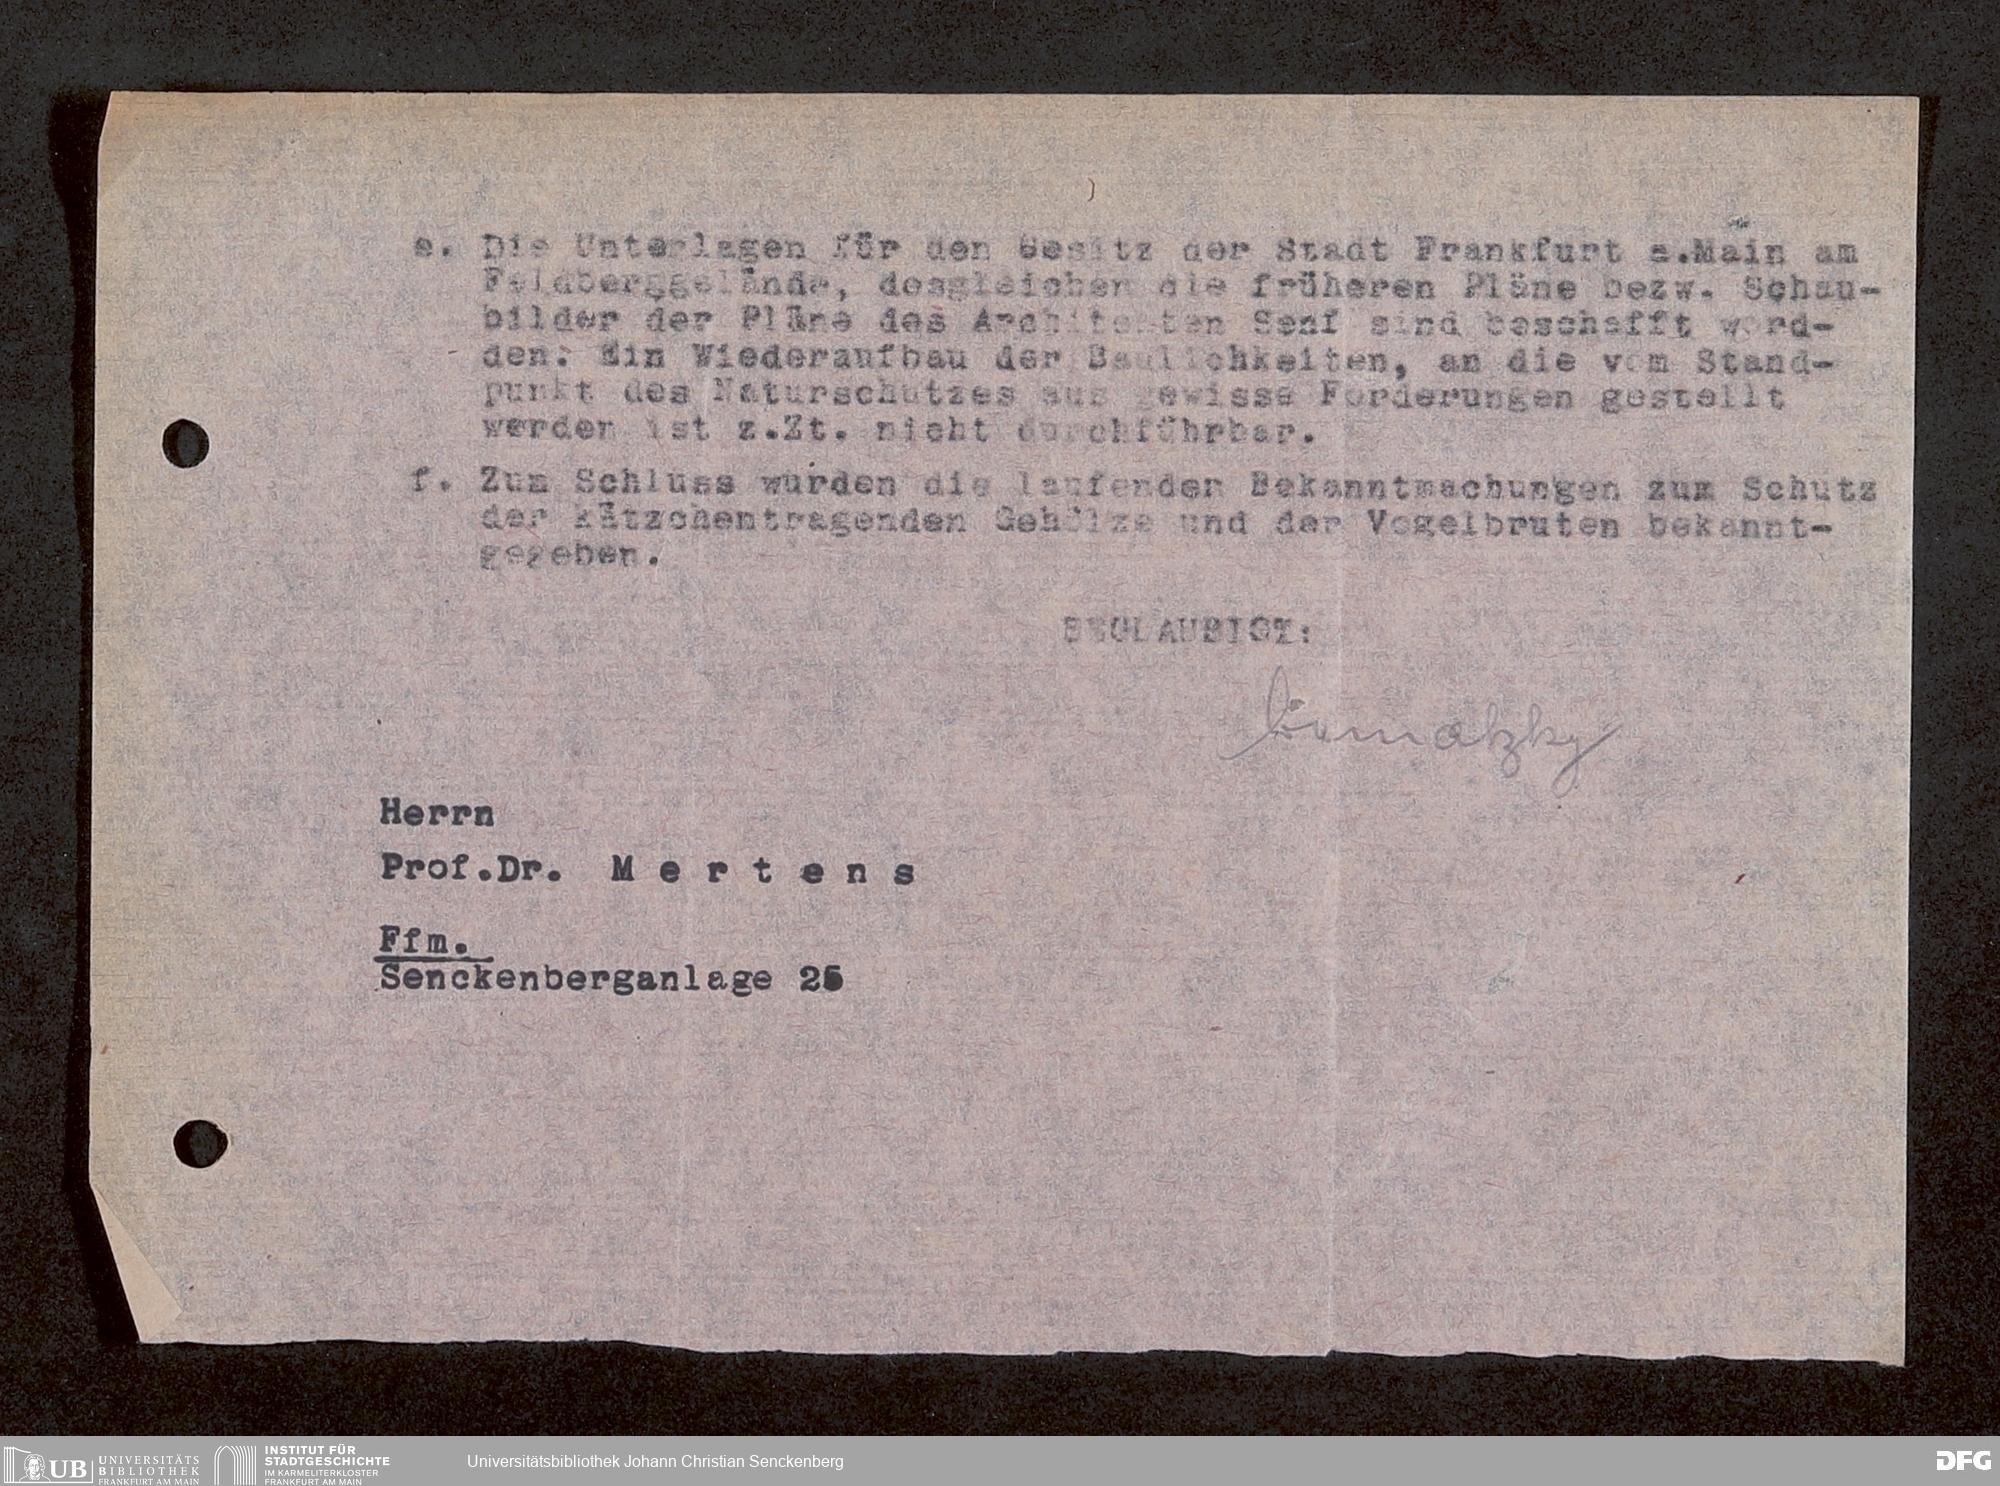 e. Die Unterlagen für den Besitz der Stadt Frankfurt a.Main am
Feldberggelände, desgleichen die früheren Pläne bezw. Schau-
bilder der Pläne des Architekten Senf sind beschafft word-
den. Ein Wiederaufbau der Baulichkeiten, an die vom Stand-
punkt des Naturschutzes aus gewisse Forderungen gestellt
werden ist z.Zt. nicht durchführbar.
f. Zum Schluss wurden die laufenden Bekanntmachungen zum Schutz
der kätzchentragenden Gehölze und der Vogelbruten bekannt-
gegeben.
BEGLAUBIGT:
Herrn
Prof.Dr. M e r t e n s
Ffm.
Senckenberganlage 25
UB UNIVERSITÄTS
BIBLIOTHEK
FRANKFURT AM MAIN
INSTITUT FÜR
STADTGESCHICHTE
IM KARMELITERKLOSTER
FRANKFURT AM MAIN
Universitätsbibliothek Johann Christian Senckenberg
DFG